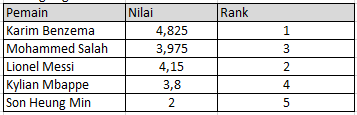 Pemain Nilai Rank
Karim Benzema 4,825 1
Mohammed Salah 3,975 3
Lionel Messi 4,15 2
Kylian Mbappe 3,8 4
Son Heung Min 2 5